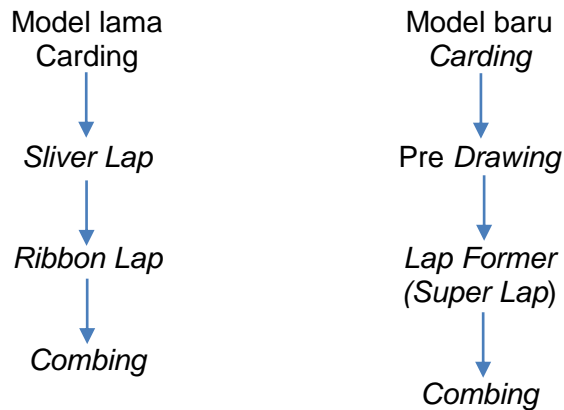 Model lama
Carding
Sliver Lap
Ribbon Lap
Combing
Model baru
Carding
Pre Drawing
Lap Former
(Super Lap)
Combing